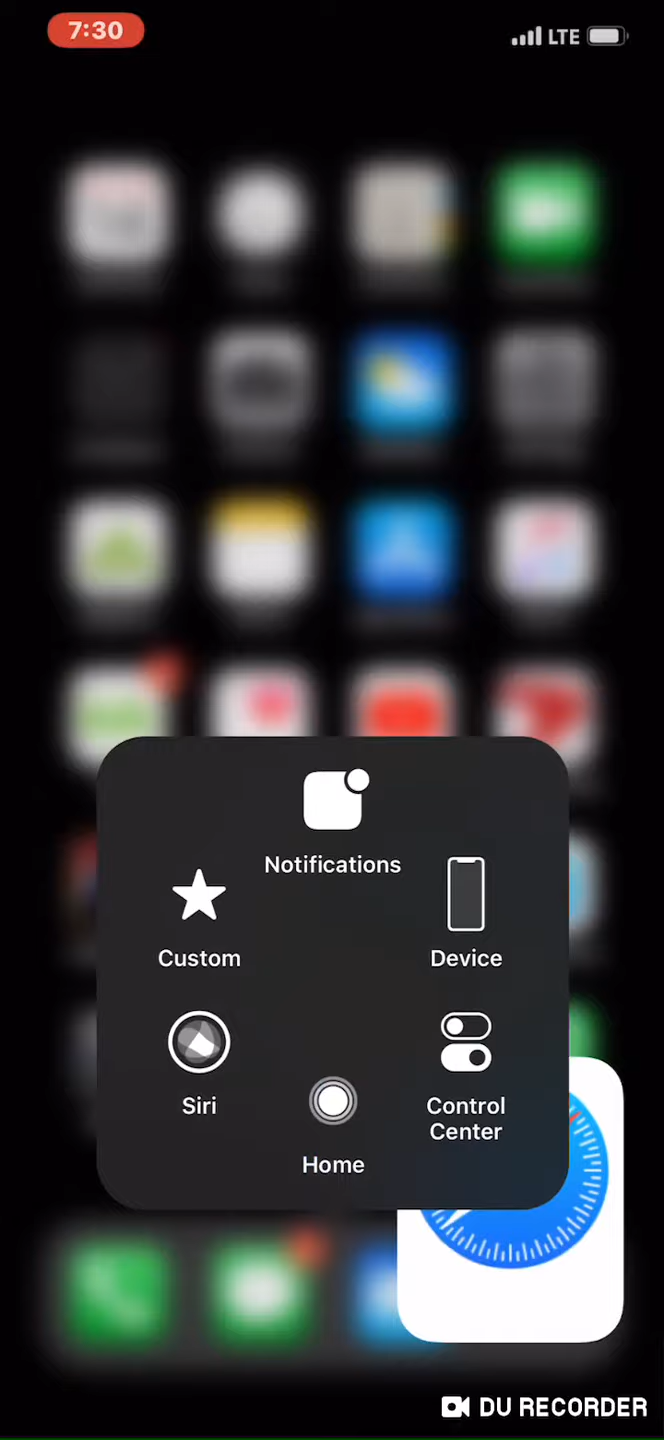 7:30
LTE
Notifications
Custom
Device
Siri
Control
Center
Home
DU RECORDER